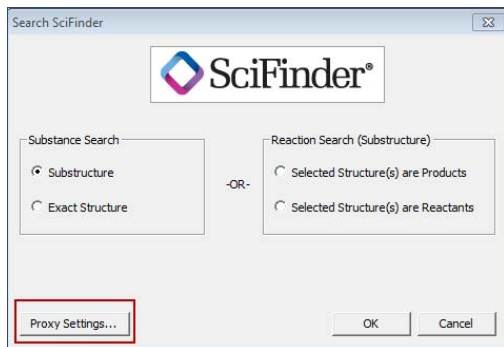 Search SciFinder
SciFinder®
Substance Search
Substructure
Exact Structure
-OR-
Reaction Search (Substructure)
Selected Structure(s) are Products
Selected Structure(s) are Reactants
Proxy Settings...
OK
Cancel